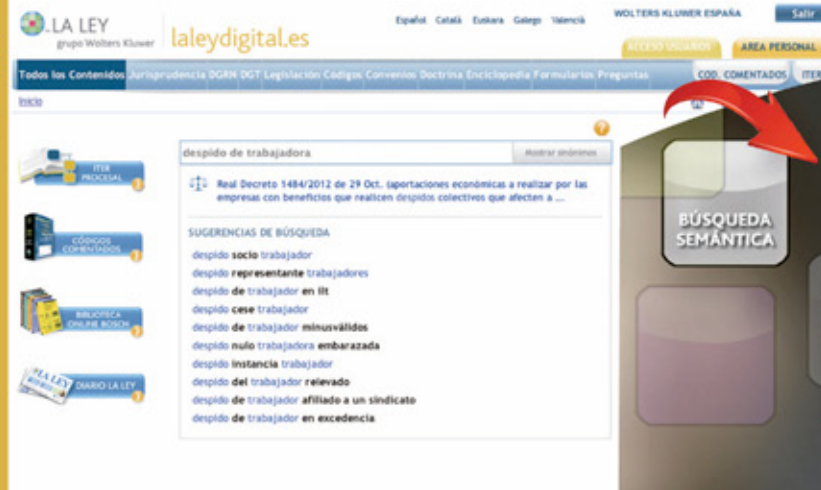 LA LEY
grupo Wolters Kluwer
laleydigital.es
Español Català Euskara Galego Valencià
WOLTERS KLUWER ESPAÑA
Salir
ACCESO USUARIOS
AREA PERSONAL
Todos los Contenidos Jurisprudencia DGRN DGT Legislación Códigos Convenios Doctrina Enciclopedia Formularios Preguntas
COD. COMENTADOS
ITER
Inicio
?
despido de trabajadora
Mostrar sinónimos
Real Decreto 1484/2012 de 29 Oct. (aportaciones económicas a realizar por las
empresas con beneficios que realicen despidos colectivos que afecten a ...
SUGERENCIAS DE BÚSQUEDA
despido socio trabajador
despido representante trabajadores
despido de trabajador en ilt
despido cese trabajador
despido de trabajador minusválidos
despido nulo trabajadora embarazada
despido instancia trabajador
despido del trabajador relevado
despido de trabajador afiliado a un sindicato
despido de trabajador en excedencia
ITER
PROCESAL
?
CÓDIGOS
COMENTADOS
?
BIBLIOTECA
ONLINE BOSCH
?
LA LEY
DIARIO LA LEY
?
BÚSQUEDA
SEMÁNTICA